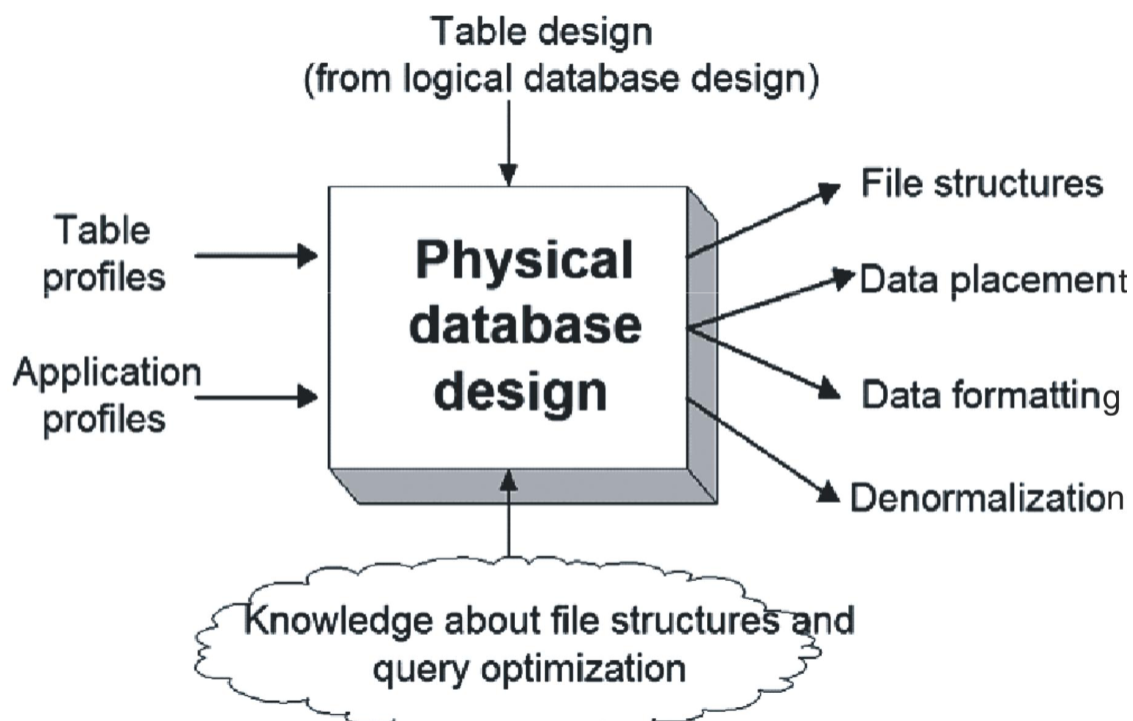 Table design
(from logical database design)
Table
profiles
Application
profiles
Physical
database
design
File structures
Data placement
Data formatting
Denormalization
Knowledge about file structures and
query optimization